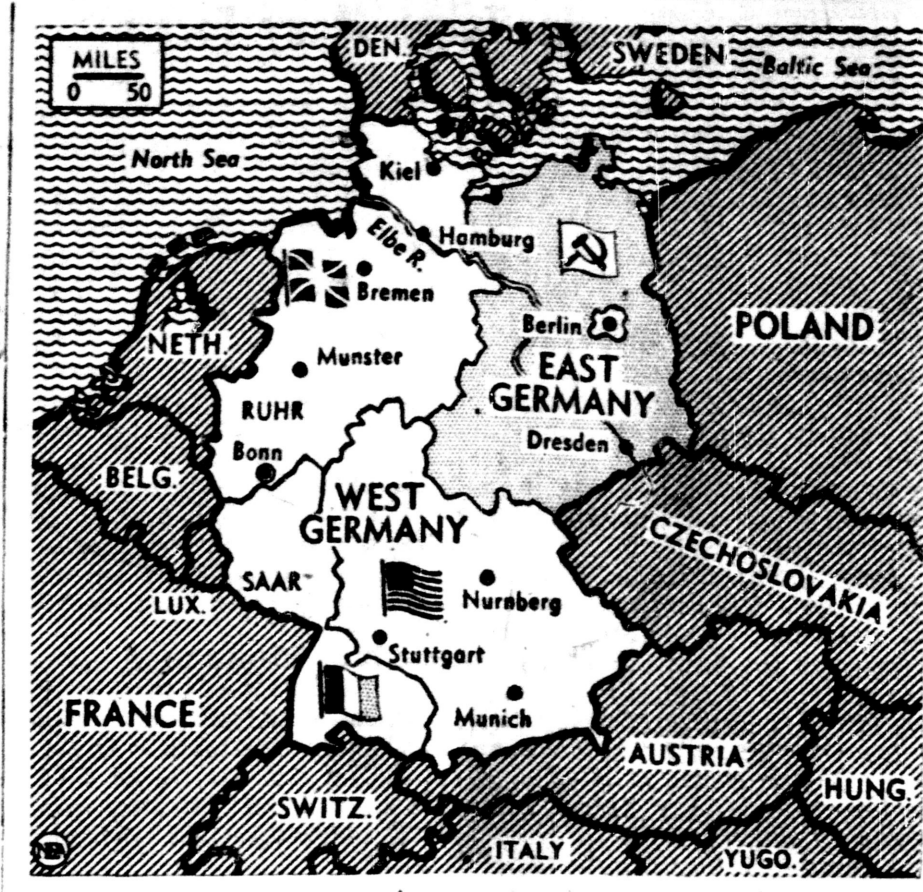 MILES
0 50
DEN.
SWEDEN
Baltic Sea
North Sea
Kiel
Hamburg
Elbe R.
Bremen
Berlin
NETH.
Munster
EAST
GERMANY
POLAND
RUHR
Dresden
Bonn
BELG.
WEST
GERMANY
CZECHOSLOVAKIA
SAAR
Nurnberg
LUX.
Stuttgart
FRANCE
Munich
AUSTRIA
SWITZ.
HUNG.
ITALY
YUGO.